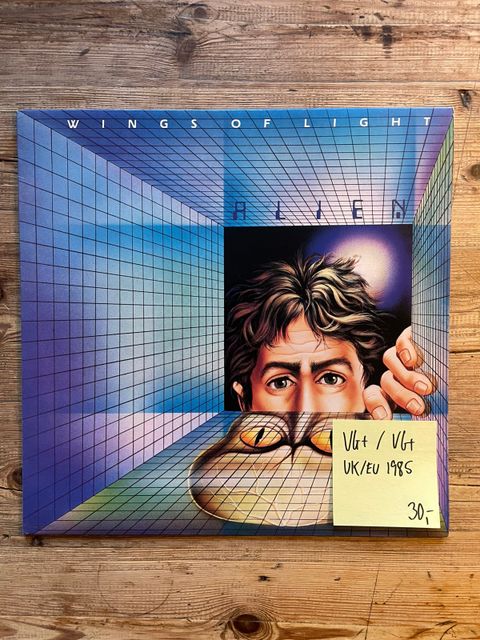 WINGS OF LIGHT
ALIEN
VG+ / VG+
UK/EU 1985
30,-